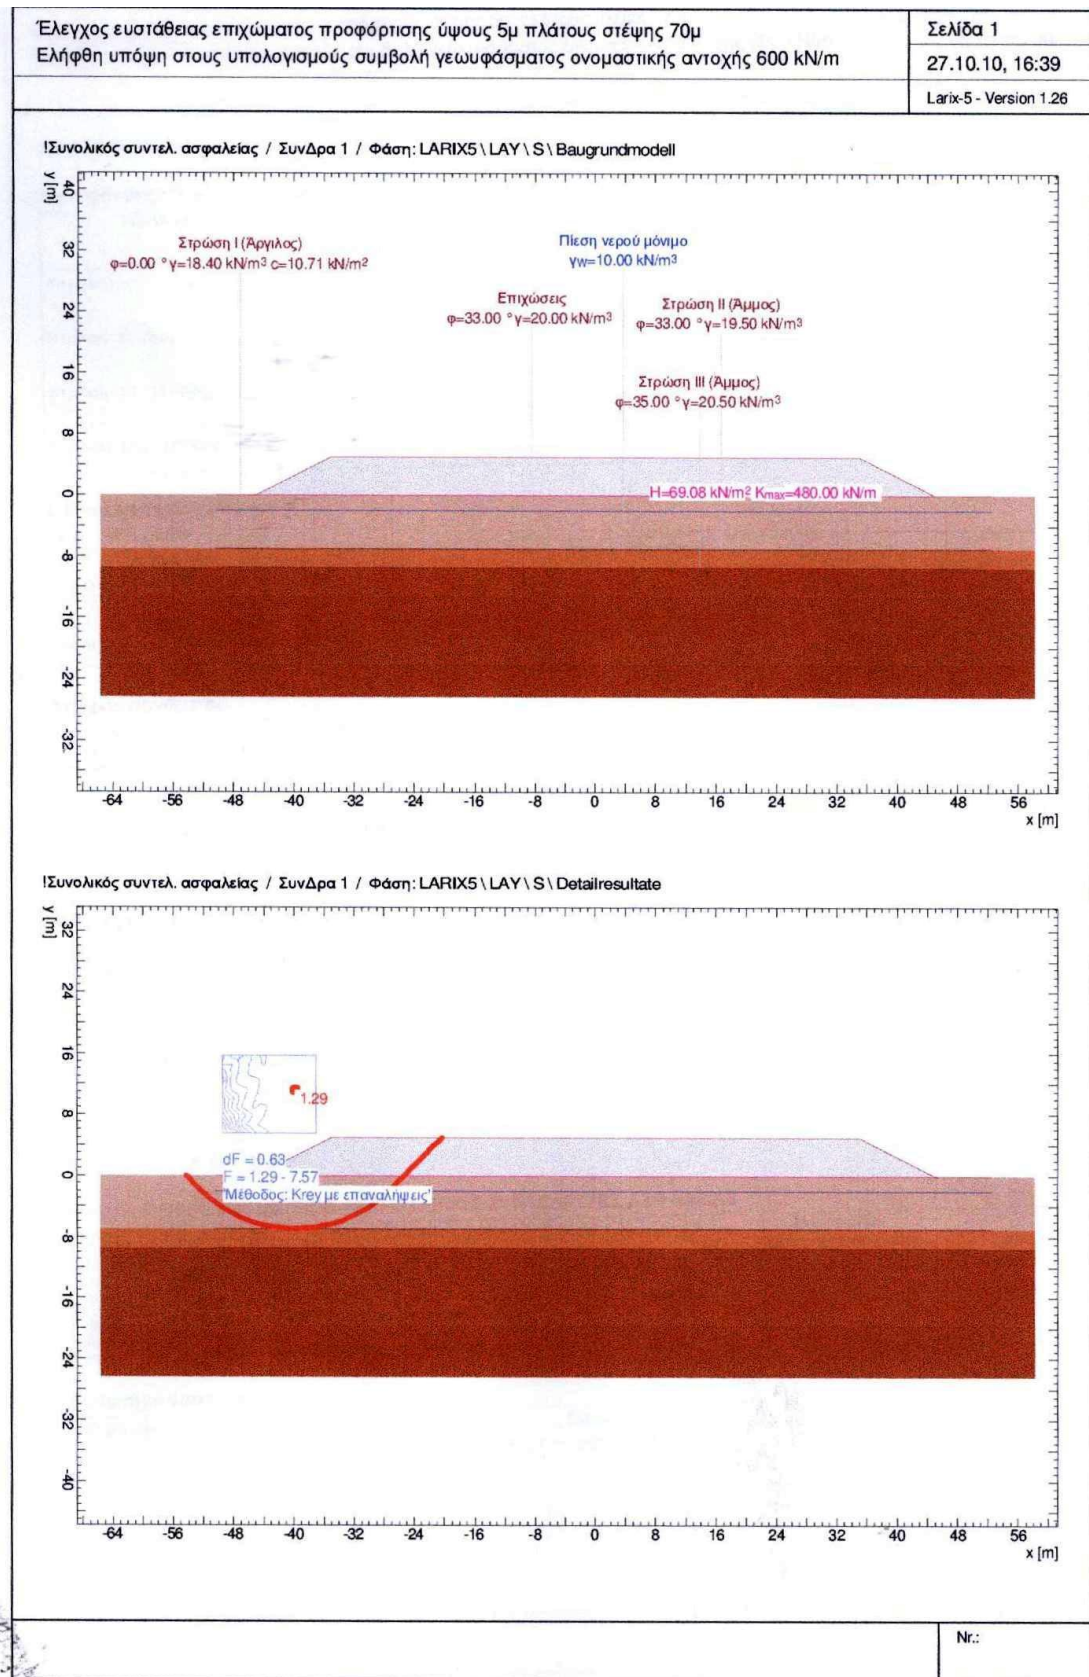 Έλεγχος ευστάθειας επιχώματος προφόρτισης ύψους 5μ πλάτους στέψης 70μ
Ελήφθη υπόψη στους υπολογισμούς συμβολή γεωυφάσματος ονομαστικής αντοχής 600 kN/m
Σελίδα 1
27.10.10, 16:39
Larix-5 - Version 1.26
!Συνολικός συντελ. ασφαλείας / ΣυνΔρα 1 / Φάση: LARIX5 \ LAY \ S \ Baugrundmodell
y [m]
40
32
24
16
8
0
-8
-16
-24
-32
Στρώση I (Άργιλος)
φ=0.00 ° γ=18.40 kN/m³ c=10.71 kN/m²
Πίεση νερού μόνιμο
γw=10.00 kN/m³
Επιχώσεις
φ=33.00 ° γ=20.00 kN/m³
Στρώση II (Άμμος)
φ=33.00 ° γ=19.50 kN/m³
Στρώση III (Άμμος)
φ=35.00 ° γ=20.50 kN/m³
H=69.08 kN/m² Kmax=480.00 kN/m
-64 -56 -48 -40 -32 -24 -16 -8 0 8 16 24 32 40 48 56
x [m]
!Συνολικός συντελ. ασφαλείας / ΣυνΔρα 1 / Φάση: LARIX5 \ LAY \ S \ Detailresultate
y [m]
32
24
16
8
0
-8
-16
-24
-32
-40
1.29
dF = 0.63
F = 1.29 - 7.57
'Μέθοδος: Krey με επαναλήψεις'
-64 -56 -48 -40 -32 -24 -16 -8 0 8 16 24 32 40 48 56
x [m]
Nr.: